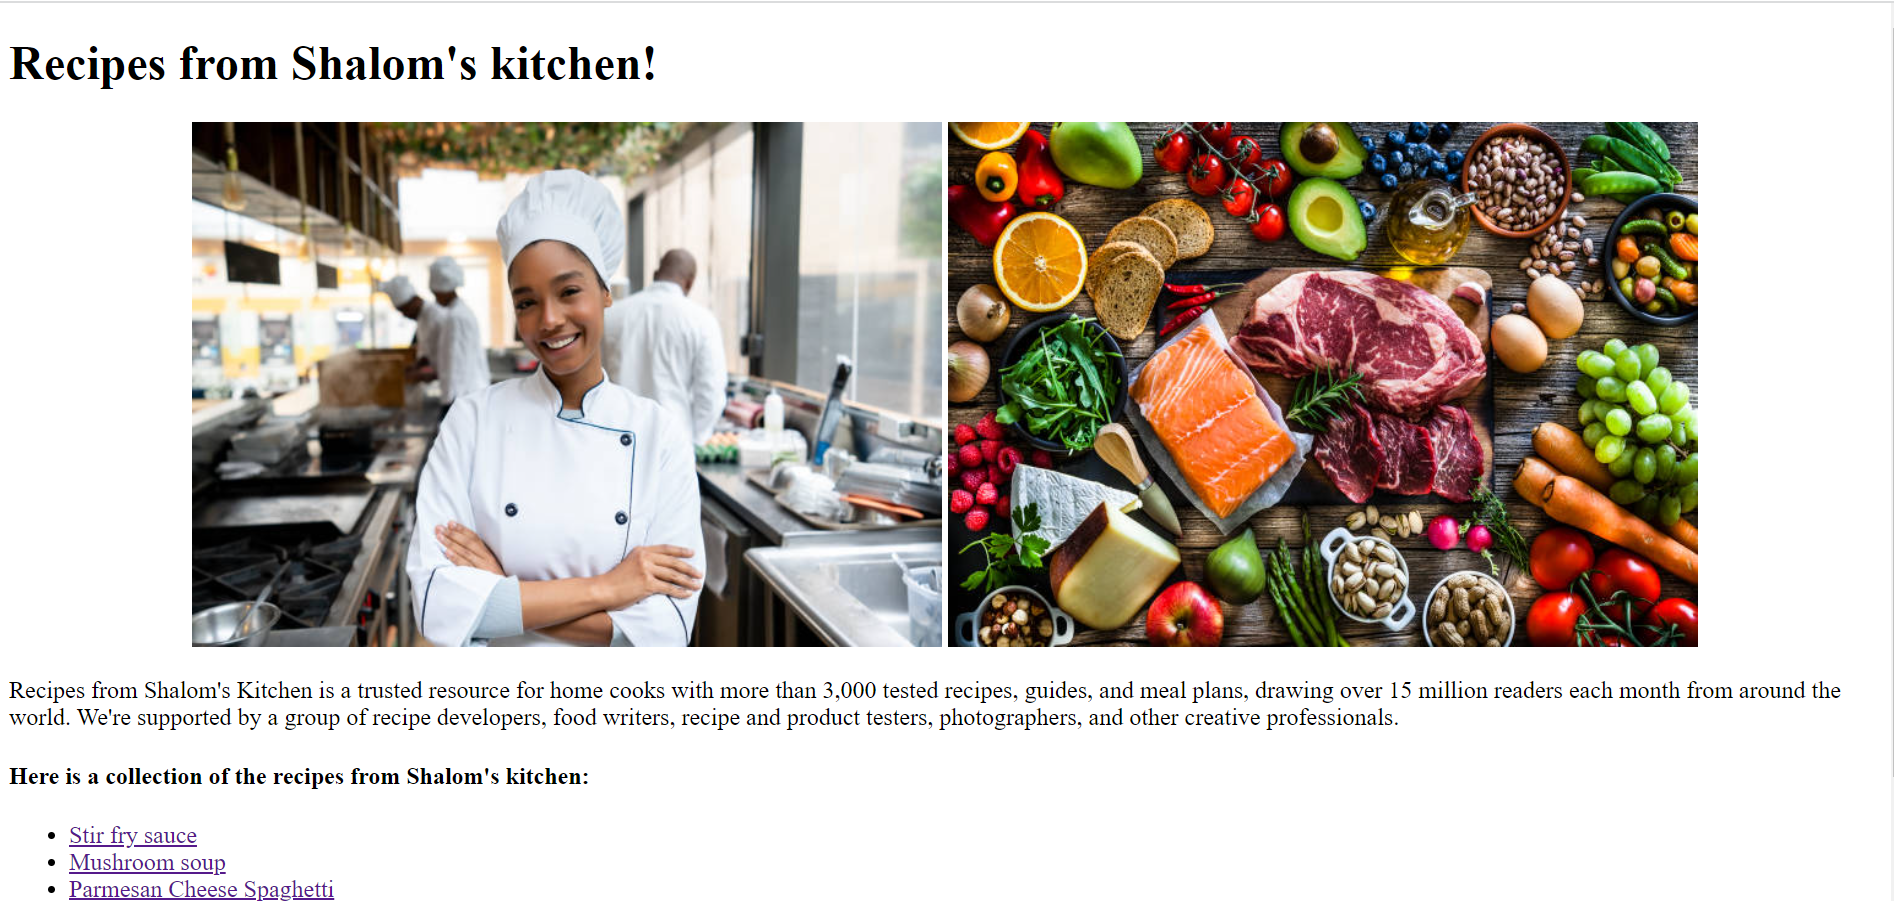 Recipes from Shalom's kitchen!
Recipes from Shalom's Kitchen is a trusted resource for home cooks with more than 3,000 tested recipes, guides, and meal plans, drawing over 15 million readers each month from around the
world. We're supported by a group of recipe developers, food writers, recipe and product testers, photographers, and other creative professionals.
Here is a collection of the recipes from Shalom's kitchen:
Stir fry sauce
Mushroom soup
Parmesan Cheese Spaghetti